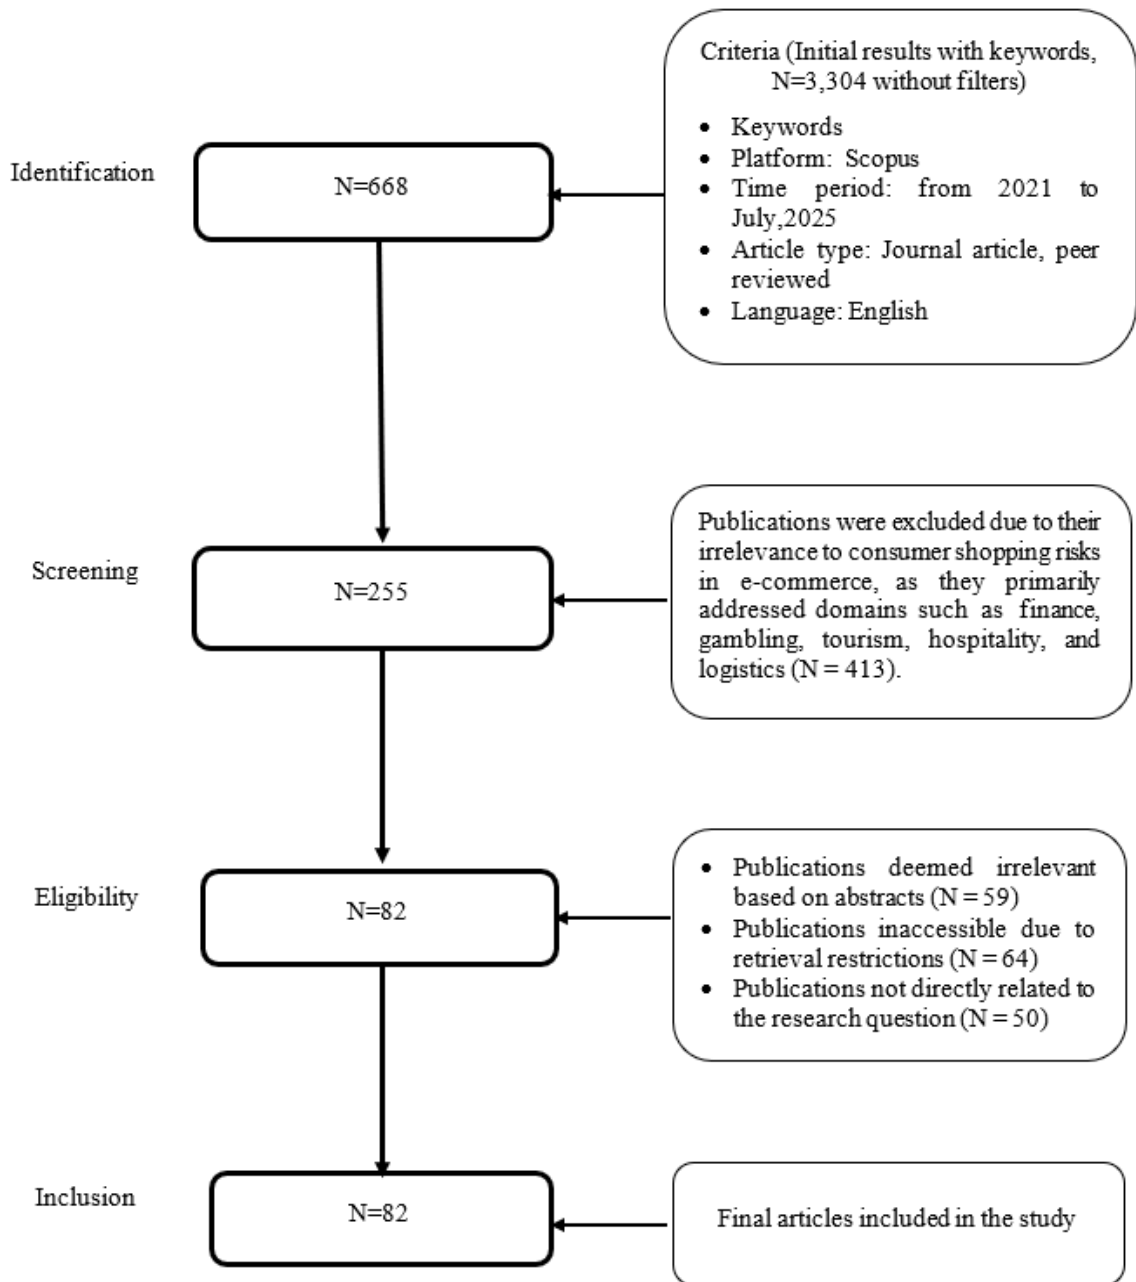 Criteria (Initial results with keywords,
N=3,304 without filters)
• Keywords
• Platform: Scopus
• Time period: from 2021 to
July,2025
• Article type: Journal article, peer
reviewed
• Language: English
Identification
N=668
Screening
N=255
Publications were excluded due to their
irrelevance to consumer shopping risks
in e-commerce, as they primarily
addressed domains such as finance,
gambling, tourism, hospitality, and
logistics (N = 413).
Eligibility
N=82
• Publications deemed irrelevant
based on abstracts (N = 59)
• Publications inaccessible due to
retrieval restrictions (N = 64)
• Publications not directly related to
the research question (N = 50)
Inclusion
N=82
Final articles included in the study